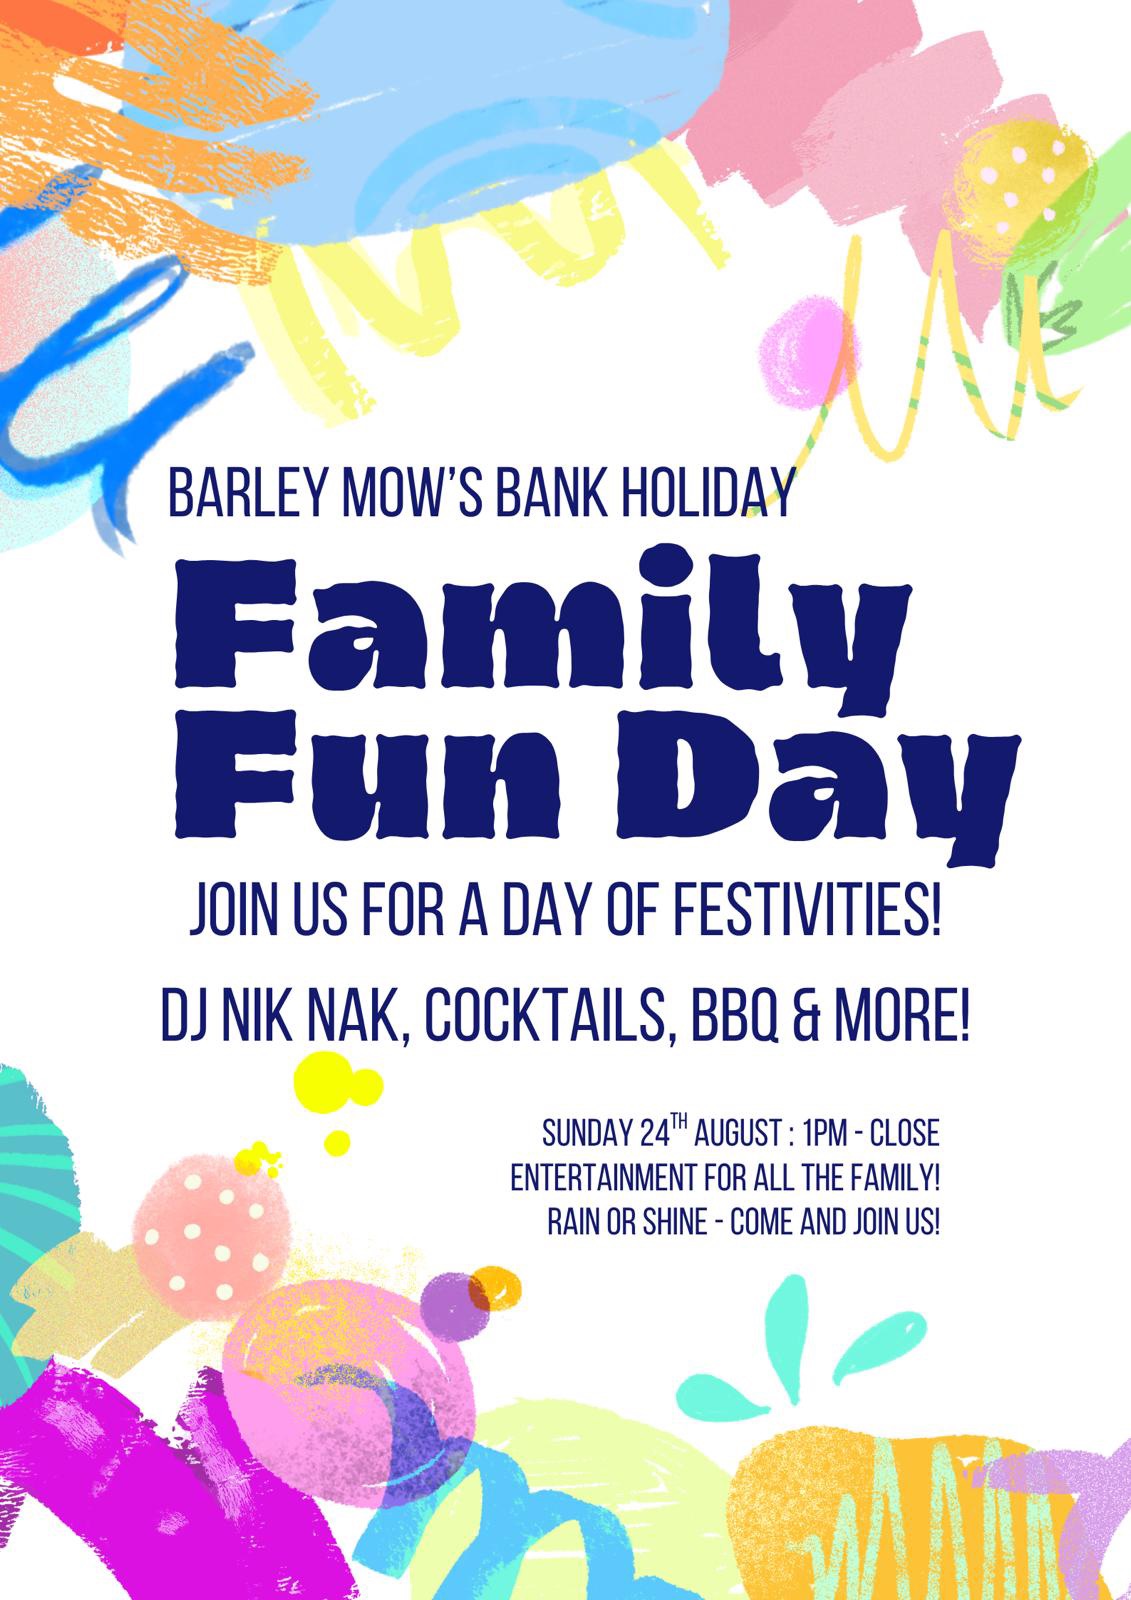 BARLEY MOW'S BANK HOLIDAY
Family
Fun Day
JOIN US FOR A DAY OF FESTIVITIES!
DJ NIK NAK, COCKTAILS, BBQ & MORE!
SUNDAY 24TH AUGUST : 1PM - CLOSE
ENTERTAINMENT FOR ALL THE FAMILY!
RAIN OR SHINE - COME AND JOIN US!